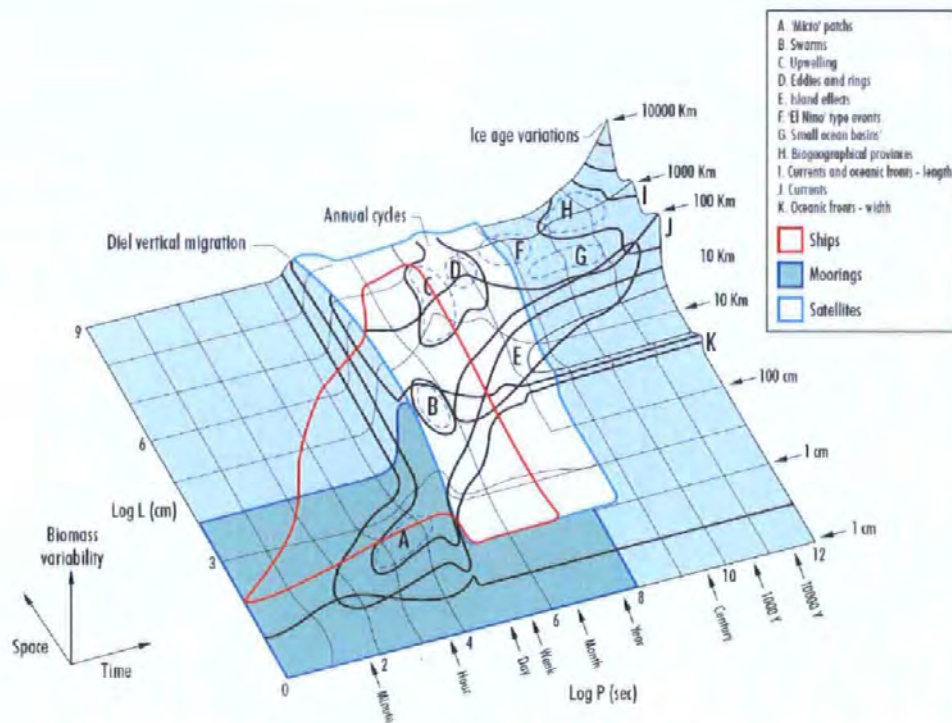 A. 'Micro' patchs
B. Swarms
C. Upwelling
D. Eddies amd rings
E. Island effects
F. 'El Nino' type events
G. Small ocean basins'
H. Biogeographical provinces
I. Currents and oceanic fronts - length
J. Currents
K. Oceanic fronts - width
Ships
Moorings
Satellites
10000 Km
Ice age variations
1000 Km
I
100 Km
H
J
Annual cycles
Diel vertical migration
F
G
10 Km
D
C
10 Km
9
E
K
100 cm
B
6
1 cm
Log L (cm)
A
1 cm
Biomass
variability
3
12
10
8
Space
Time
6
4
2
0
Log P (sec)
Minute
Hour
Day
Week
Month
Year
Century
1000 Y
10000 Y